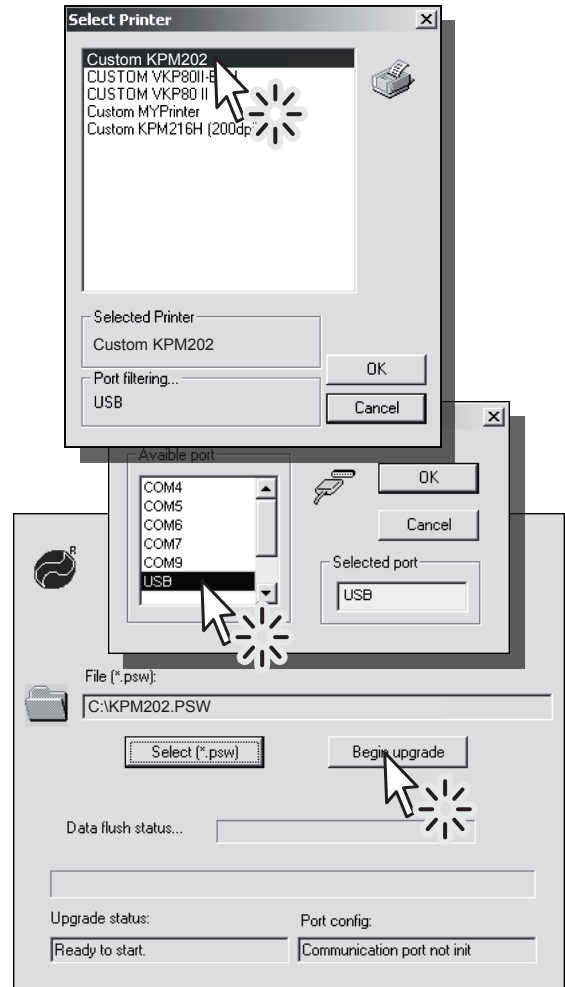 Select Printer
Custom KPM202
CUSTOM VKP80II-E
CUSTOM VKP80 II
Custom MYPrinter
Custom KPM216H (200dpi
Selected Printer
Custom KPM202
Port filtering...
USB
OK
Cancel
Avaible port
COM4
COM5
COM6
COM7
COM9
USB
OK
Cancel
Selected port
USB
R
File (*.psw):
C:\KPM202.PSW
Select (*.psw)
Begin upgrade
Data flush status...
Upgrade status:
Ready to start.
Port config:
Communication port not init